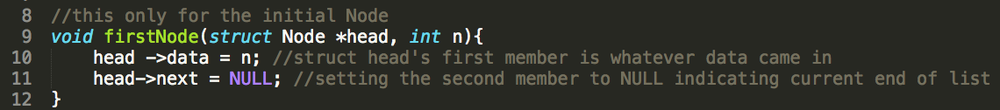 8 //this only for the initial Node
9 void firstNode(struct Node *head, int n){
10 head ->data = n; //struct head's first member is whatever data came in
11 head->next = NULL; //setting the second member to NULL indicating current end of list
12 }